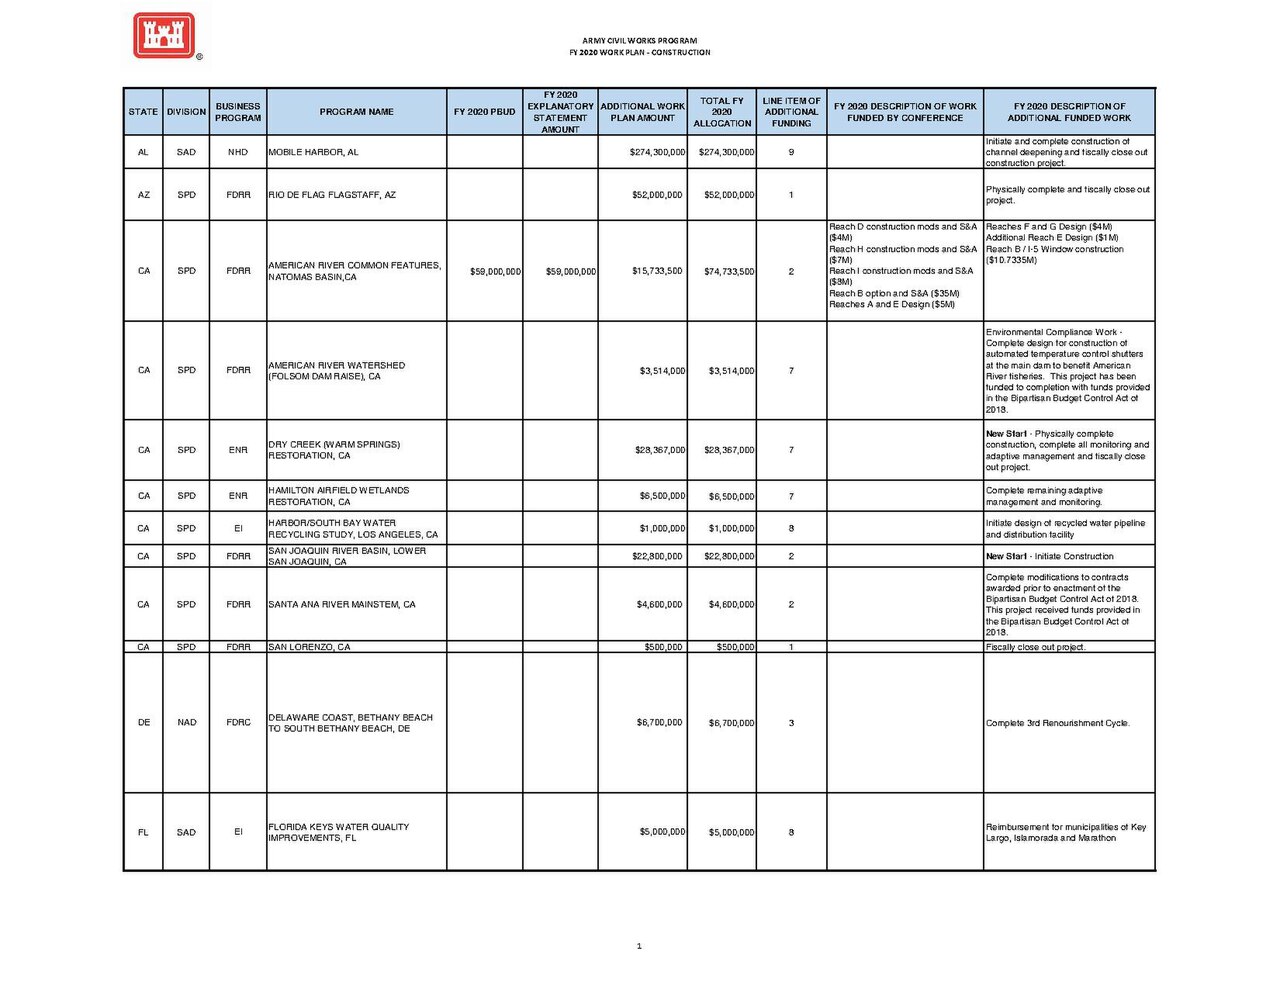 ®
ARMY CIVIL WORKS PROGRAM
FY 2020 WORK PLAN - CONSTRUCTION
STATE DIVISION BUSINESS PROGRAM PROGRAM NAME FY 2020 PBUD FY 2020 EXPLANATORY STATEMENT AMOUNT ADDITIONAL WORK PLAN AMOUNT TOTAL FY 2020 ALLOCATION LINE ITEM OF ADDITIONAL FUNDING FY 2020 DESCRIPTION OF WORK FUNDED BY CONFERENCE FY 2020 DESCRIPTION OF ADDITIONAL FUNDED WORK
AL SAD NHD MOBILE HARBOR, AL $274,300,000 $274,300,000 9
Initiate and complete construction of
channel deepening and fiscally close out
construction project.
AZ SPD FDRR RIO DE FLAG FLAGSTAFF, AZ $52,000,000 $52,000,000 1
Physically complete and fiscally close out
project.
CA SPD FDRR
AMERICAN RIVER COMMON FEATURES,
NATOMAS BASIN,CA
$59,000,000 $59,000,000 $15,733,500 $74,733,500 2
Reach D construction mods and S&A
($4M)
Reach H construction mods and S&A
($7M)
Reach I construction mods and S&A
($8M)
Reach B option and S&A ($35M)
Reaches A and E Design ($5M)
Reaches F and G Design ($4M)
Additional Reach E Design ($1M)
Reach B / I-5 Window construction
($10.7335M)
CA SPD FDRR
AMERICAN RIVER WATERSHED
(FOLSOM DAM RAISE), CA
$3,514,000 $3,514,000 7
Environmental Compliance Work -
Complete design for construction of
automated temperature control shutters
at the main dam to benefit American
River fisheries. This project has been
funded to completion with funds provided
in the Bipartisan Budget Control Act of
2018.
CA SPD ENR
DRY CREEK (WARM SPRINGS)
RESTORATION, CA
$28,367,000 $28,367,000 7
New Start - Physically complete
construction, complete all monitoring and
adaptive management and fiscally close
out project.
CA SPD ENR
HAMILTON AIRFIELD WETLANDS
RESTORATION, CA
$6,500,000 $6,500,000 7
Complete remaining adaptive
management and monitoring.
CA SPD EI
HARBOR/SOUTH BAY WATER
RECYCLING STUDY, LOS ANGELES, CA
$1,000,000 $1,000,000 8
Initiate design of recycled water pipeline
and distribution facility
CA SPD FDRR
SAN JOAQUIN RIVER BASIN, LOWER
SAN JOAQUIN, CA
$22,800,000 $22,800,000 2
New Start - Initiate Construction
CA SPD FDRR SANTA ANA RIVER MAINSTEM, CA $4,600,000 $4,600,000 2
Complete modifications to contracts
awarded prior to enactment of the
Bipartisan Budget Control Act of 2018.
This project received funds provided in
the Bipartisan Budget Control Act of
2018.
CA SPD FDRR SAN LORENZO, CA $500,000 $500,000 1 Fiscally close out project.
DE NAD FDRC
DELAWARE COAST, BETHANY BEACH
TO SOUTH BETHANY BEACH, DE
$6,700,000 $6,700,000 3 Complete 3rd Renourishment Cycle.
FL SAD EI
FLORIDA KEYS WATER QUALITY
IMPROVEMENTS, FL
$5,000,000 $5,000,000 8
Reimbursement for municipalities of Key
Largo, Islamorada and Marathon
1